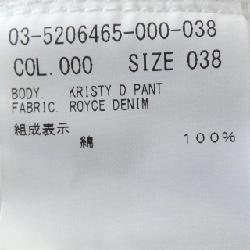 03-5206465-000-038
COL.000 SIZE 038
BODY. KRISTY D PANT
FABRIC. ROYCE DENIM
組成表示
綿 100%